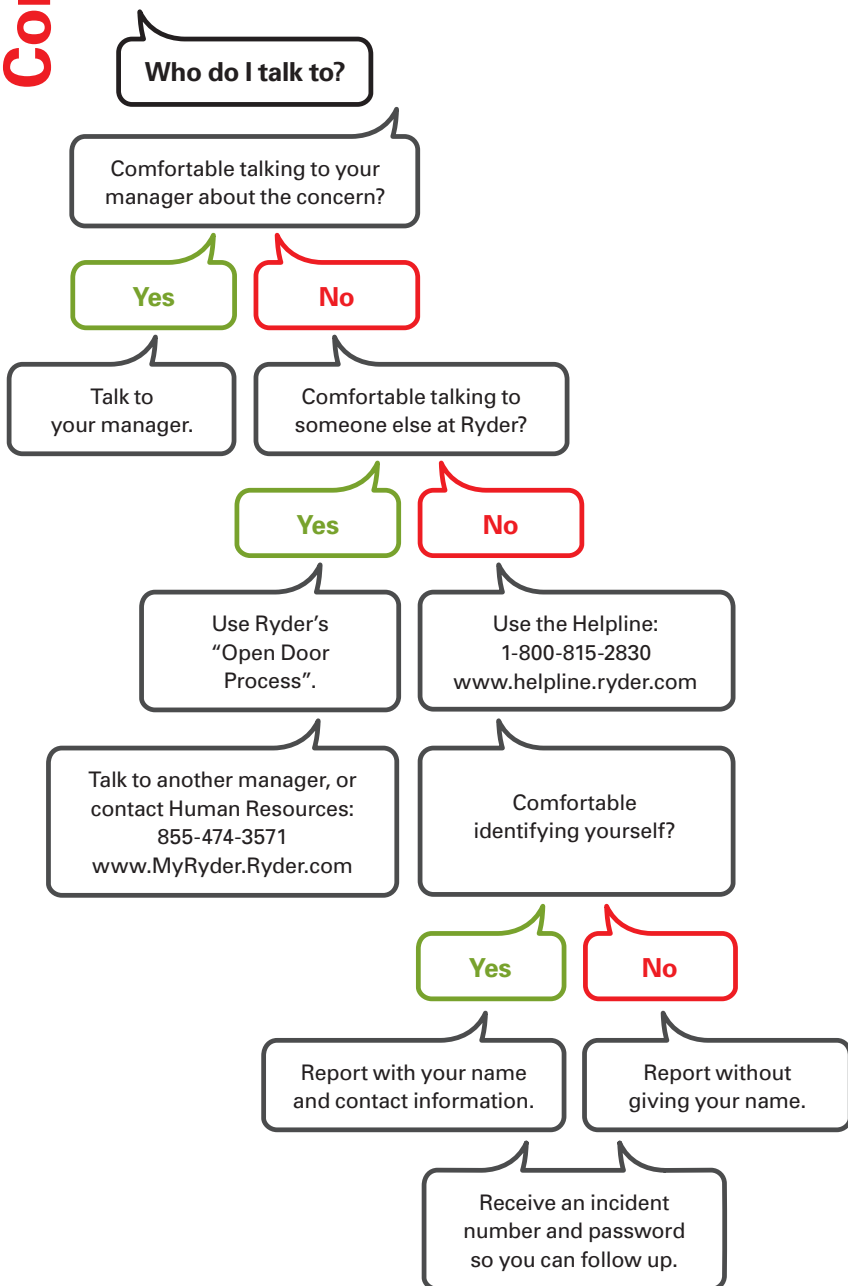 Who do I talk to?
Comfortable talking to your
manager about the concern?
Yes
No
Talk to
your manager.
Comfortable talking to
someone else at Ryder?
Yes
No
Use Ryder’s
“Open Door
Process”.
Use the Helpline:
1-800-815-2830
www.helpline.ryder.com
Talk to another manager, or
contact Human Resources:
855-474-3571
www.MyRyder.Ryder.com
Comfortable
identifying yourself?
Yes
No
Report with your name
and contact information.
Report without
giving your name.
Receive an incident
number and password
so you can follow up.